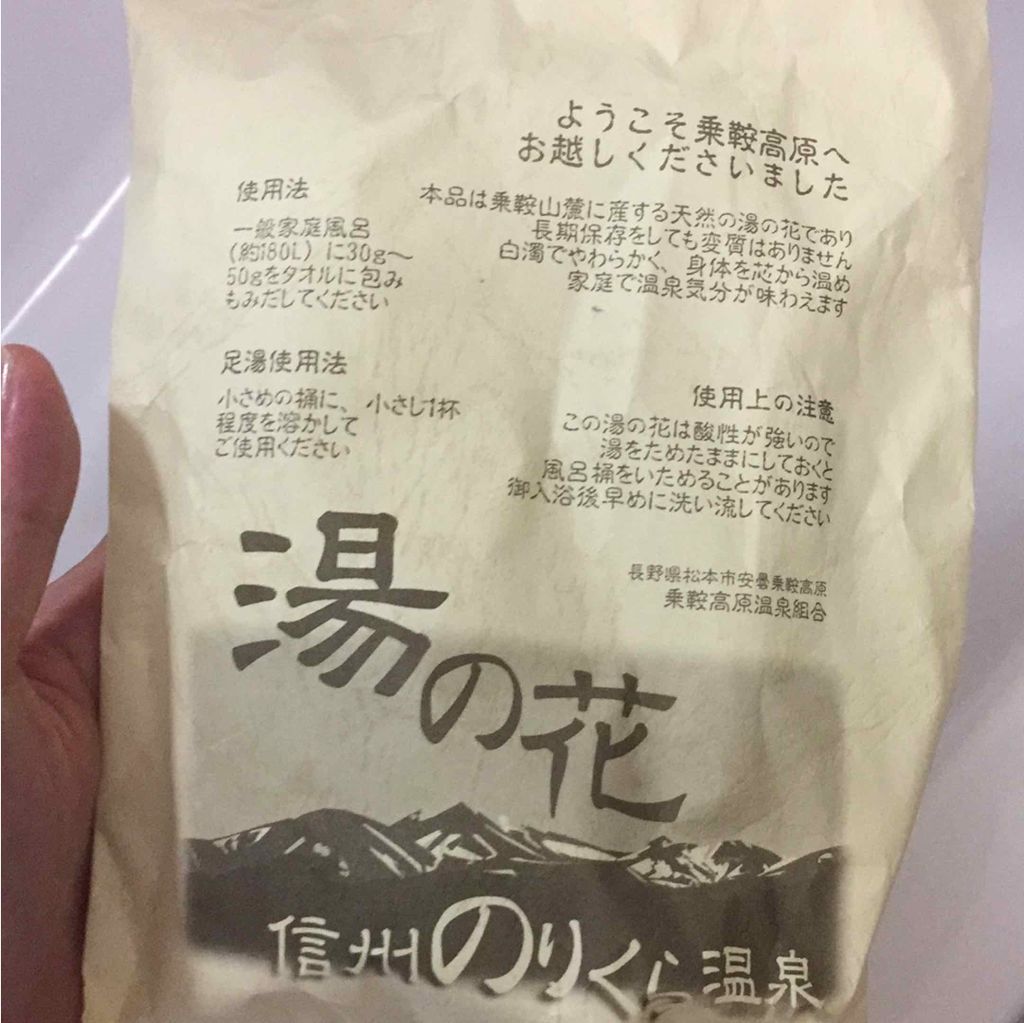 ようこそ乗鞍高原へ
お越しくださいました
本品は乗鞍山麓に産する天然の湯の花であり
長期保存をしても変質はありません
白濁でやわらかく、身体を芯から温め
家庭で温泉気分が味わえます
使用法
一般家庭風呂
(約180L)に30g〜
50gをタオルに包み
もみだしてください
足湯使用法
小さめの桶に、小さじ1杯
程度を溶かして
ご使用ください
使用上の注意
この湯の花は酸性が強いので
湯をためたままにしておくと
風呂桶をいためることがあります
御入浴後早めに洗い流してください
長野県松本市安曇乗鞍高原
乗鞍高原温泉組合
湯の花
信州のりくら温泉